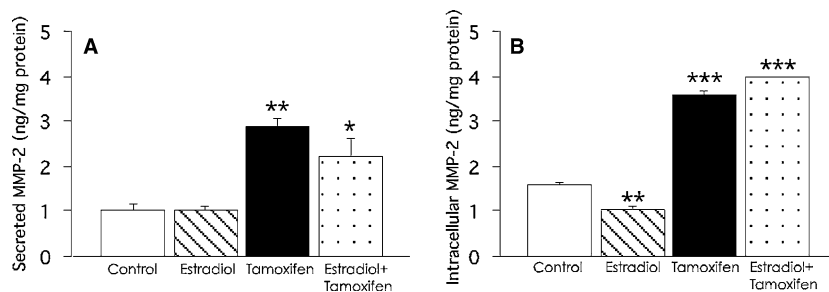 A
Secreted MMP-2 (ng/mg protein)
5
4
3
2
1
0
**
*
Control
Estradiol
Tamoxifen
Estradiol+
Tamoxifen
B
Intracellular MMP-2 (ng/mg protein)
5
4
3
2
1
0
**
***
***
Control
Estradiol
Tamoxifen
Estradiol+
Tamoxifen